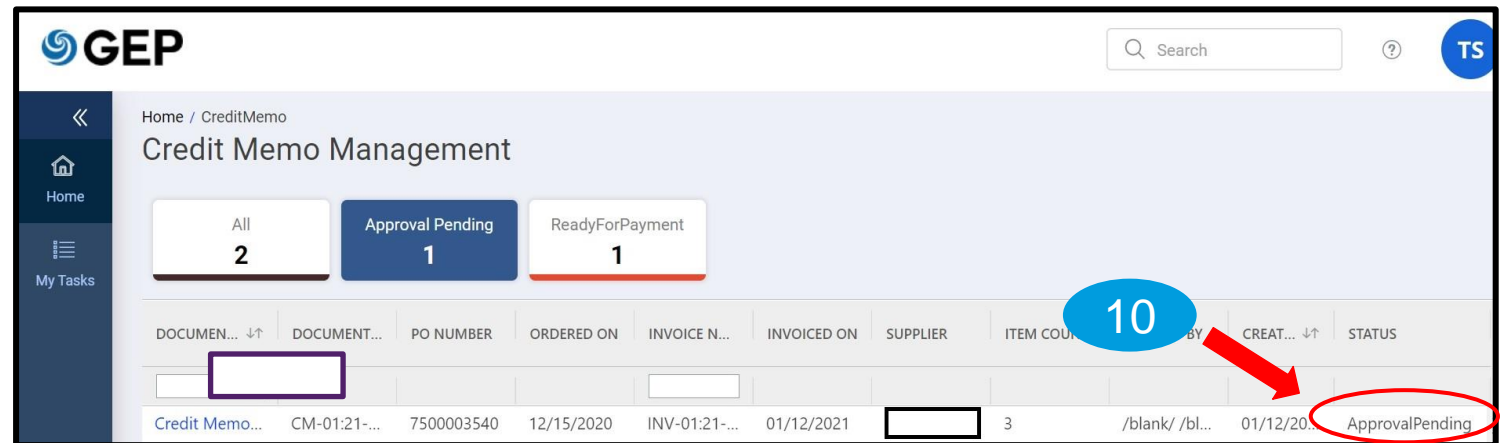 GEP
Search
?
TS
Home / CreditMemo
Credit Memo Management
Home
My Tasks
All
2
Approval Pending
1
ReadyForPayment
1
10
DOCUMEN... DOCUMENT... PO NUMBER ORDERED ON INVOICE N... INVOICED ON SUPPLIER ITEM COUN BY CREAT... STATUS
Credit Memo... CM-01:21-... 7500003540 12/15/2020 INV-01:21-... 01/12/2021 3 /blank/ /bl... 01/12/20... ApprovalPending